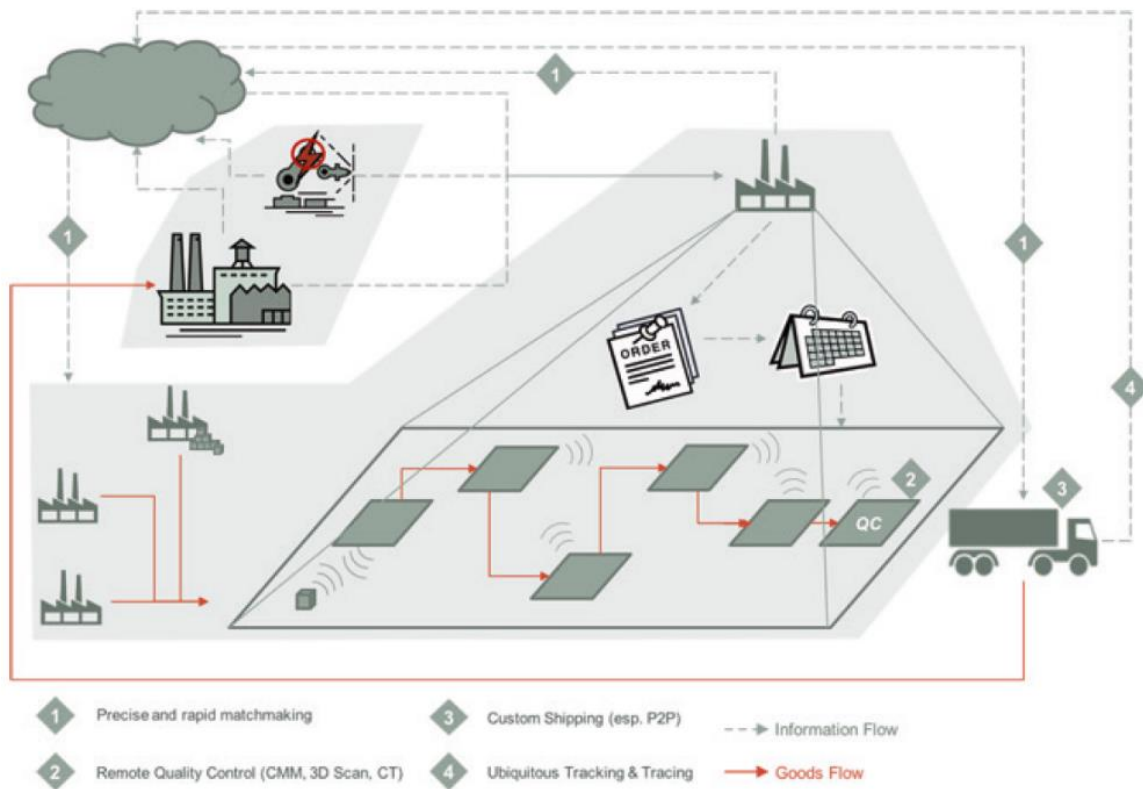 1
1
1
ORDER
4
2
3
QC
1 Precise and rapid matchmaking
3 Custom Shipping (esp. P2P)
Information Flow
2 Remote Quality Control (CMM, 3D Scan, CT)
4 Ubiquitous Tracking & Tracing
Goods Flow